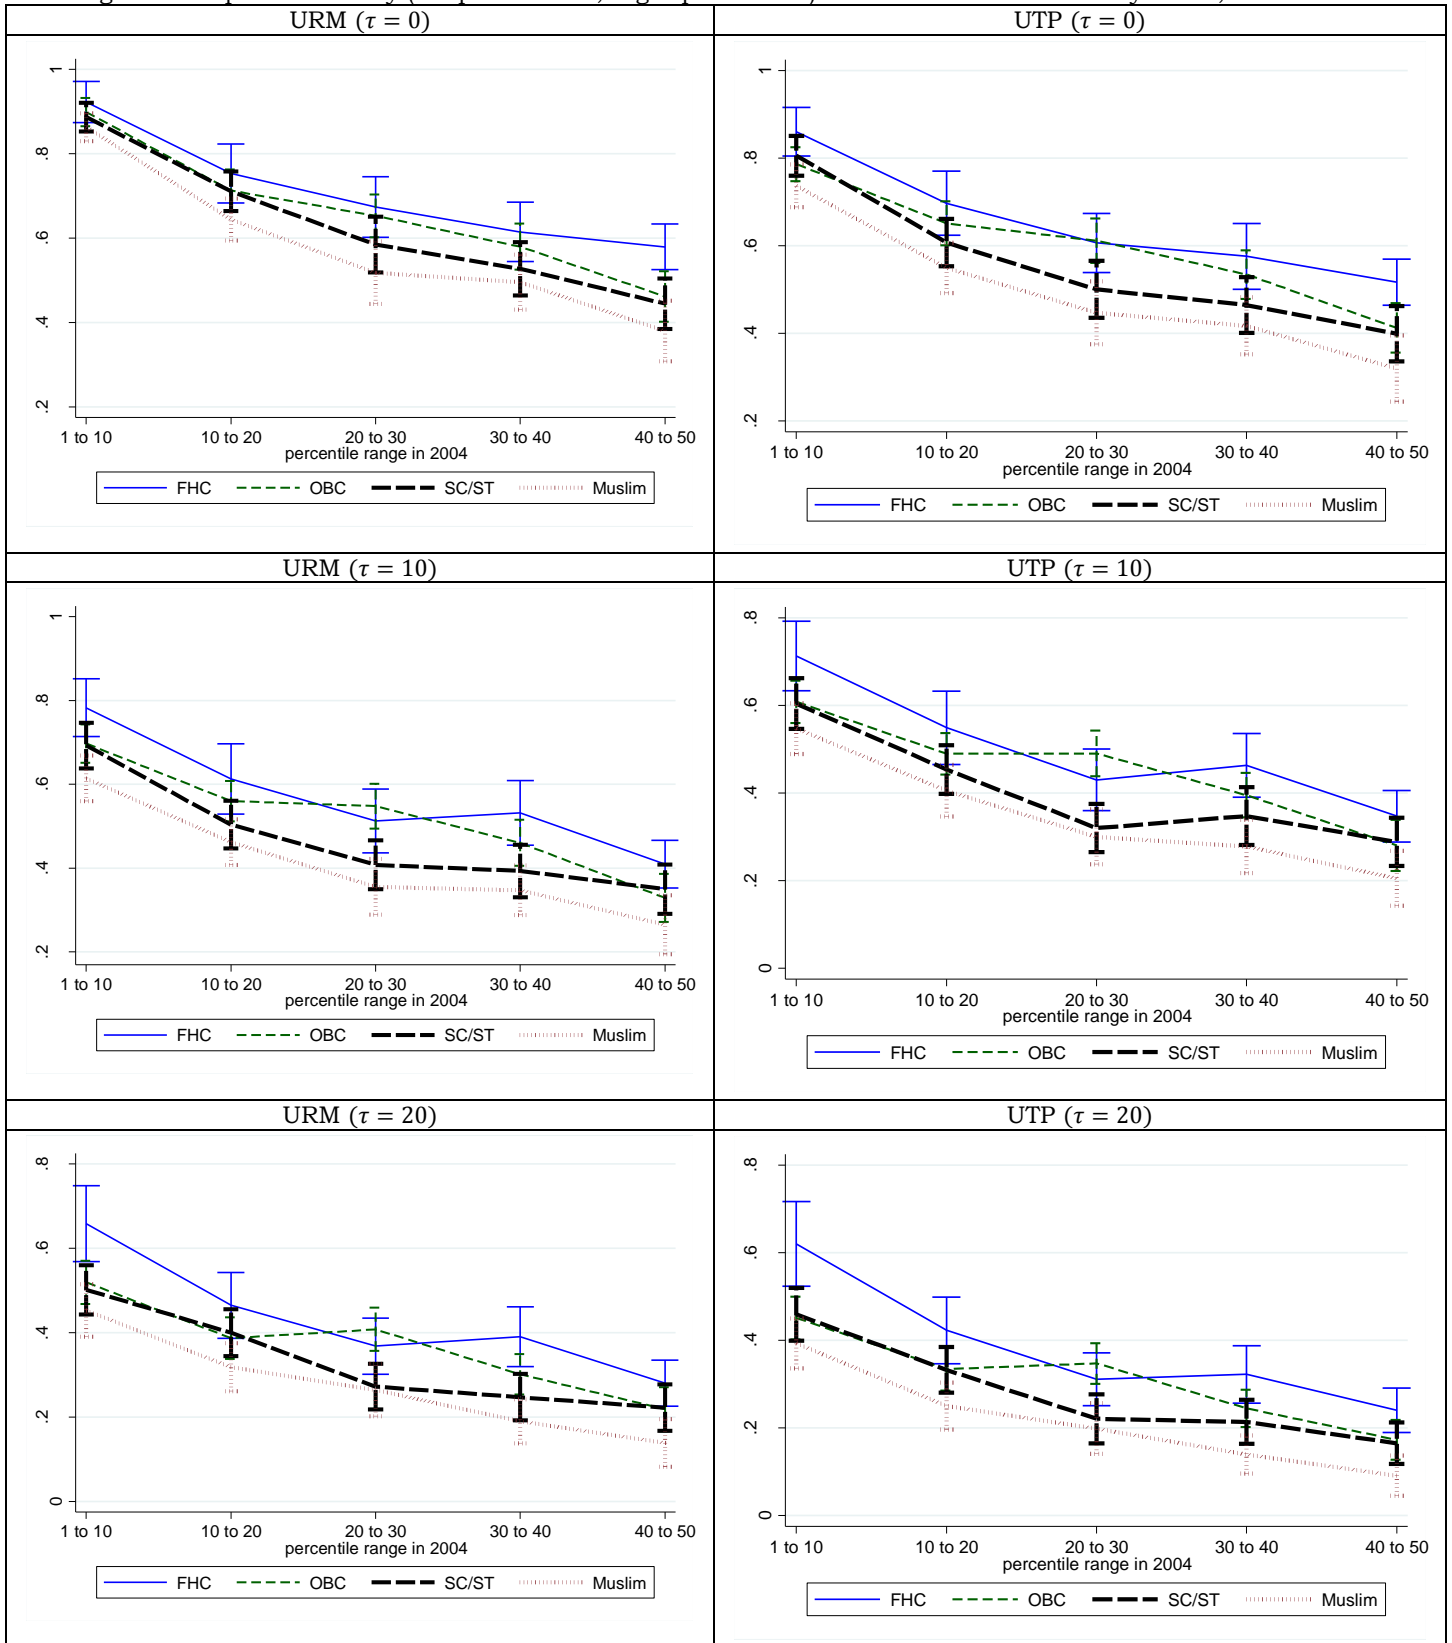 URM (τ = 0)
1
.8
.6
.4
.2
1 to 10 10 to 20 20 to 30 30 to 40 40 to 50
percentile range in 2004
FHC OBC SC/ST Muslim
UTP (τ = 0)
1
.8
.6
.4
.2
1 to 10 10 to 20 20 to 30 30 to 40 40 to 50
percentile range in 2004
FHC OBC SC/ST Muslim
URM (τ = 10)
1
.8
.6
.4
.2
1 to 10 10 to 20 20 to 30 30 to 40 40 to 50
percentile range in 2004
FHC OBC SC/ST Muslim
UTP (τ = 10)
.8
.6
.4
.2
0
1 to 10 10 to 20 20 to 30 30 to 40 40 to 50
percentile range in 2004
FHC OBC SC/ST Muslim
URM (τ = 20)
.8
.6
.4
.2
0
1 to 10 10 to 20 20 to 30 30 to 40 40 to 50
percentile range in 2004
FHC OBC SC/ST Muslim
UTP (τ = 20)
.8
.6
.4
.2
0
1 to 10 10 to 20 20 to 30 30 to 40 40 to 50
percentile range in 2004
FHC OBC SC/ST Muslim